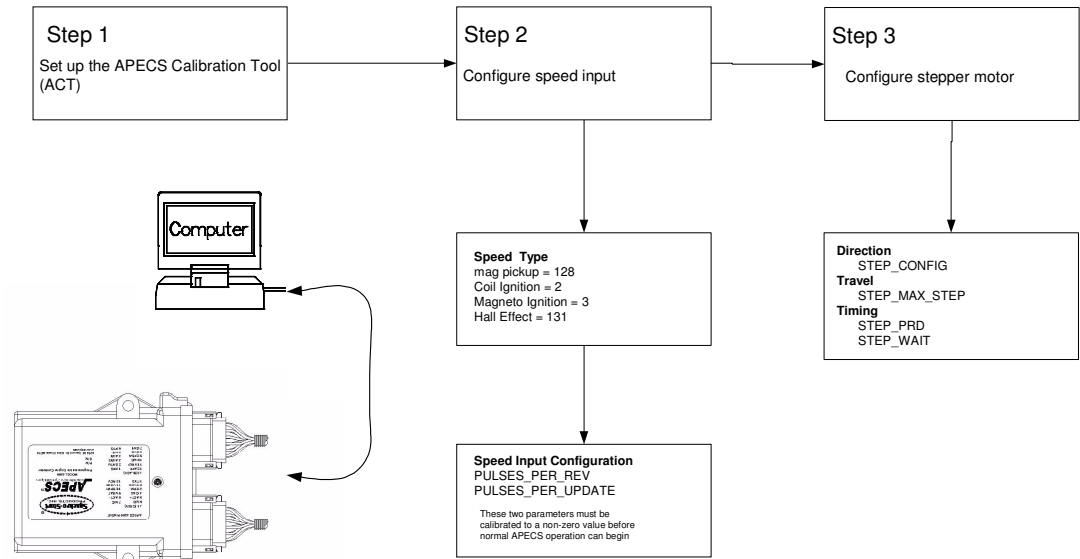 Step 1
Set up the APECS Calibration Tool
(ACT)
Step 2
Configure speed input
Step 3
Configure stepper motor
Computer
Speed Type
mag pickup = 128
Coil Ignition = 2
Magneto Ignition = 3
Hall Effect = 131
Direction
STEP_CONFIG
Travel
STEP_MAX_STEP
Timing
STEP_PRD
STEP_WAIT
Speed Input Configuration
PULSES_PER_REV
PULSES_PER_UPDATE
These two parameters must be
calibrated to a non-zero value before
normal APECS operation can begin
APECS
Synchro-Start